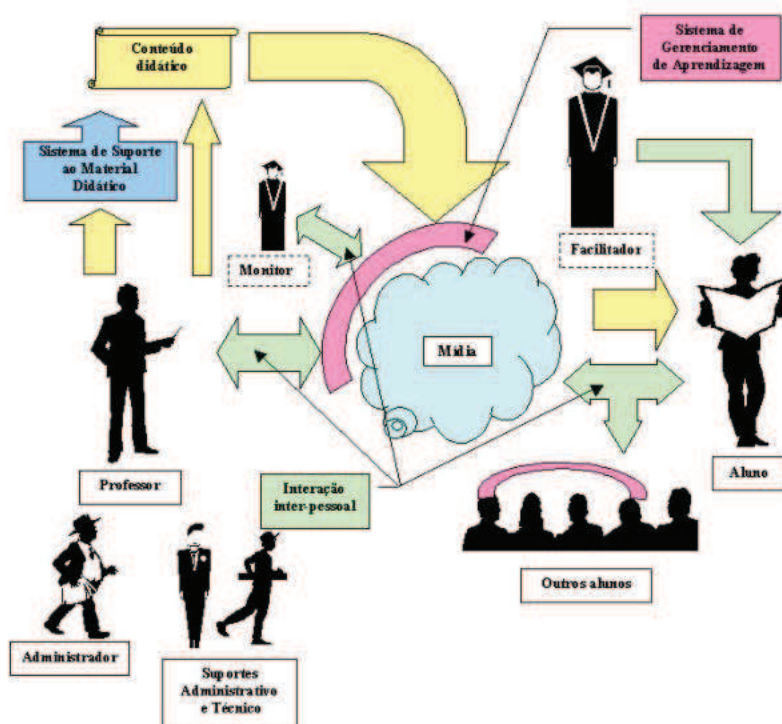 Conteúdo
didático
Sistema de
Gerenciamento
de Aprendizagem
Sistema de Suporte
ao Material
Didático
Monitor
Facilitador
Mídia
Professor
Interação
inter-pessoal
Aluno
Outros alunos
Administrador
Suportes
Administrativo
e Técnico